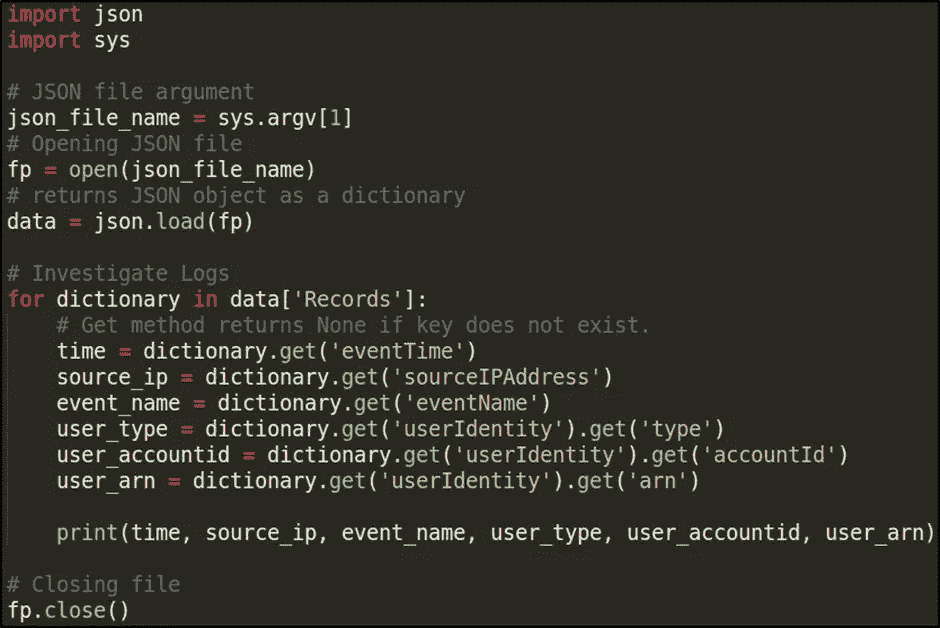 import json
import sys
# JSON file argument
json_file_name = sys.argv[1]
# Opening JSON file
fp = open(json_file_name)
# returns JSON object as a dictionary
data = json.load(fp)
# Investigate Logs
for dictionary in data['Records']:
    # Get method returns None if key does not exist.
    time = dictionary.get('eventTime')
    source_ip = dictionary.get('sourceIPAddress')
    event_name = dictionary.get('eventName')
    user_type = dictionary.get('userIdentity').get('type')
    user_accountid = dictionary.get('userIdentity').get('accountId')
    user_arn = dictionary.get('userIdentity').get('arn')
    print(time, source_ip, event_name, user_type, user_accountid, user_arn)
# Closing file
fp.close()